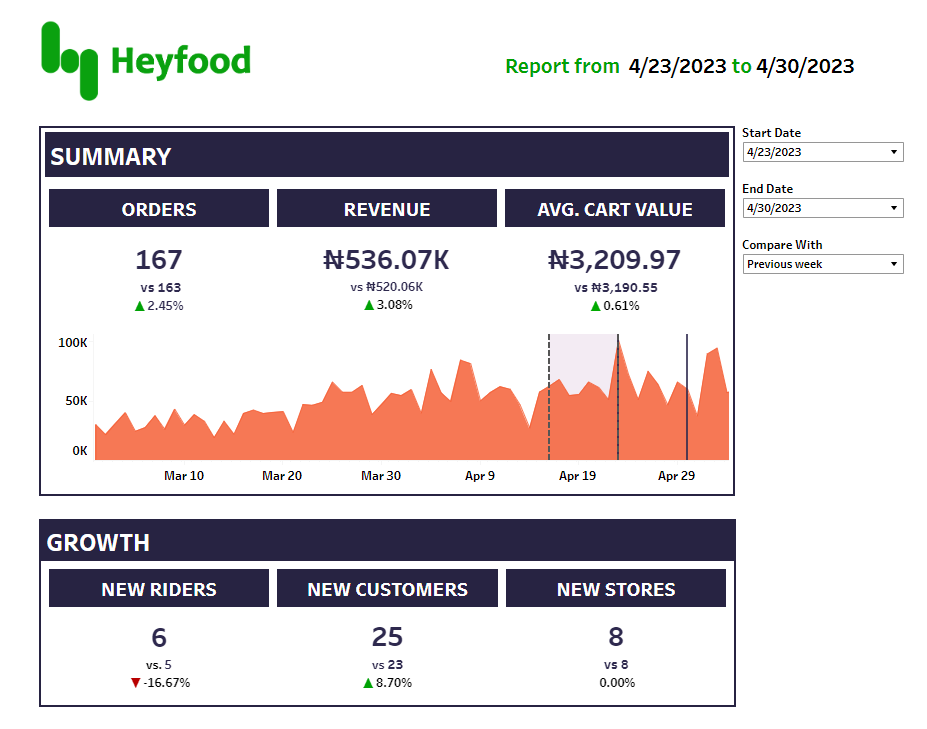 Heyfood
Report from 4/23/2023 to 4/30/2023
SUMMARY
Start Date
4/23/2023
End Date
4/30/2023
Compare With
Previous week
ORDERS
167
vs 163
▲ 2.45%
REVENUE
₦536.07K
vs ₦520.06K
▲ 3.08%
AVG. CART VALUE
₦3,209.97
vs ₦3,190.55
▲ 0.61%
100K
50K
0K
Mar 10 Mar 20 Mar 30 Apr 9 Apr 19 Apr 29
GROWTH
NEW RIDERS
6
vs. 5
▼ -16.67%
NEW CUSTOMERS
25
vs 23
▲ 8.70%
NEW STORES
8
vs 8
0.00%